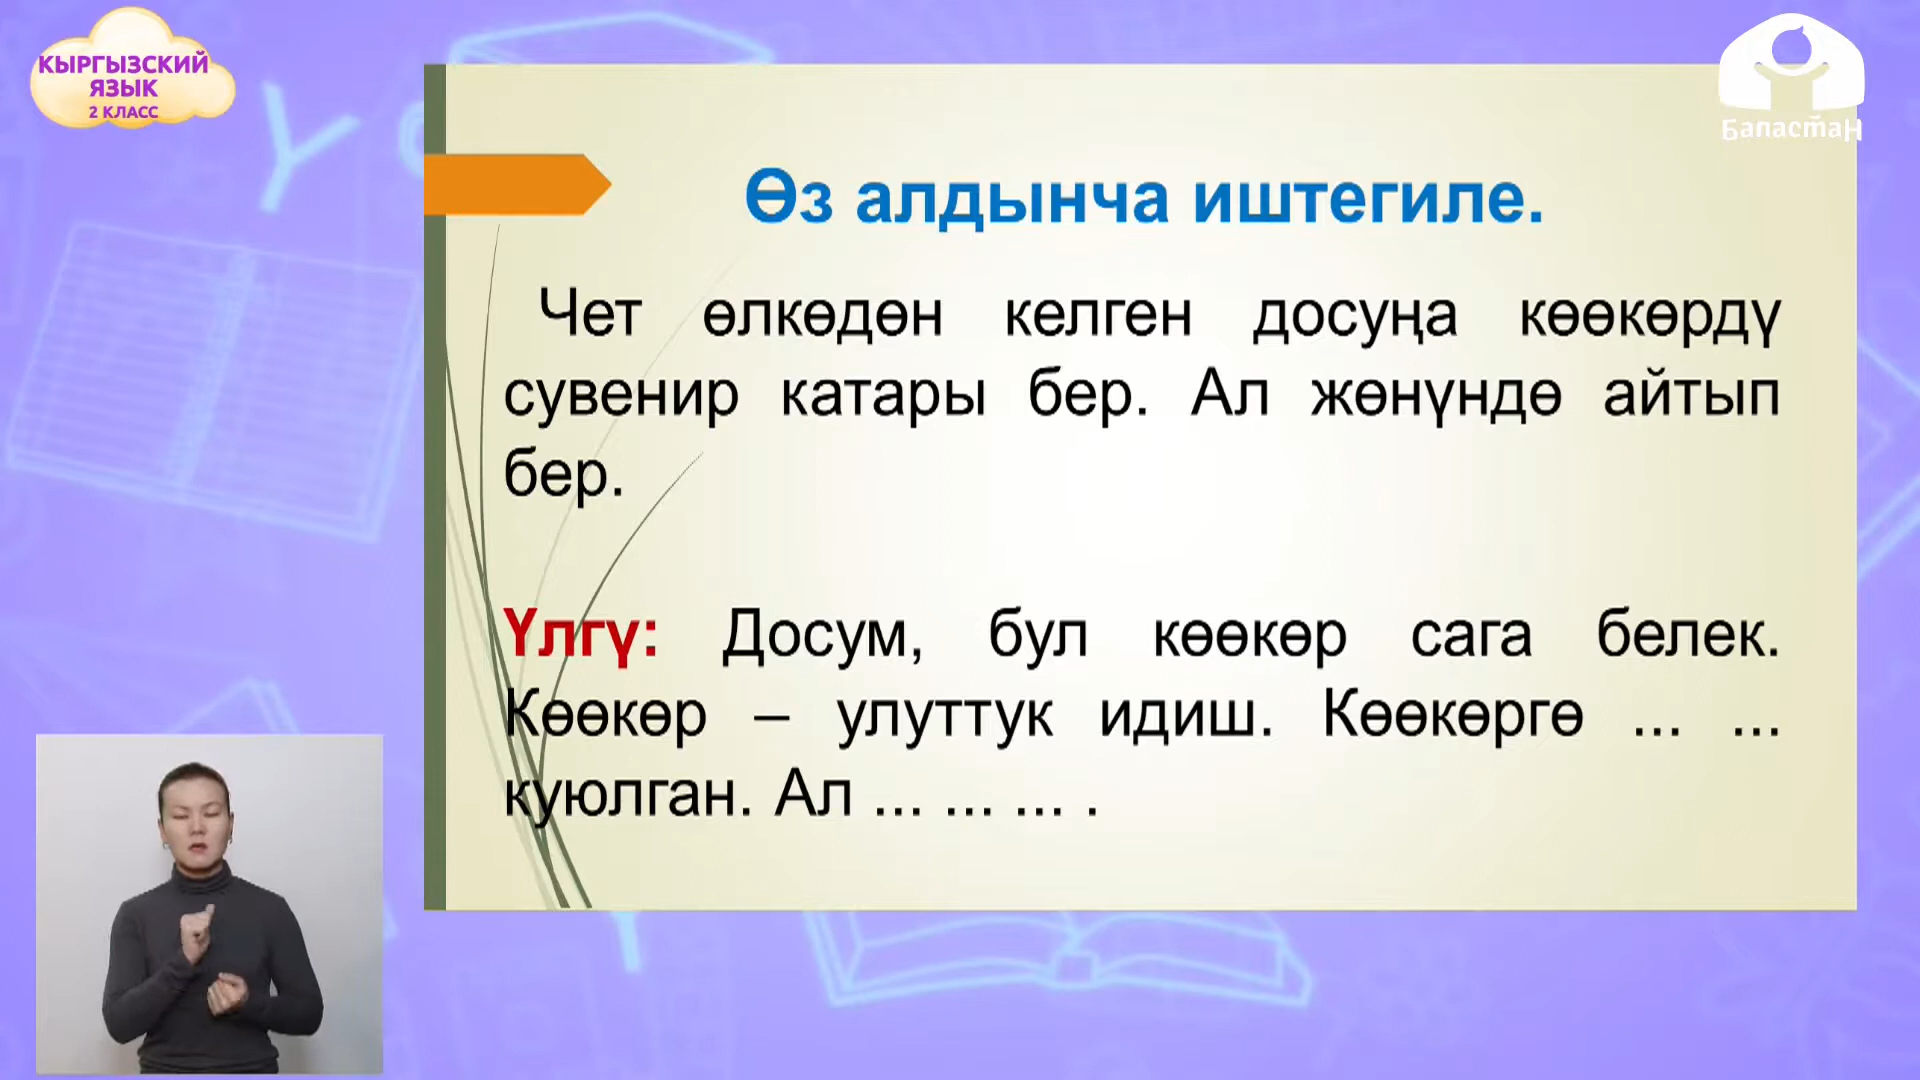 КЫРГЫЗСКИЙ
ЯЗЫК
2 КЛАСС
Баластан
Өз алдынча иштегиле.
Чет өлкөдөн келген досуңа көөкөрдү
сувенир катары бер. Ал жөнүндө айтып
бер.
Үлгү: Досум, бул көөкөр сага белек.
Көөкөр – улуттук идиш. Көөкөргө ... ...
куюлган. Ал ... ... ... .